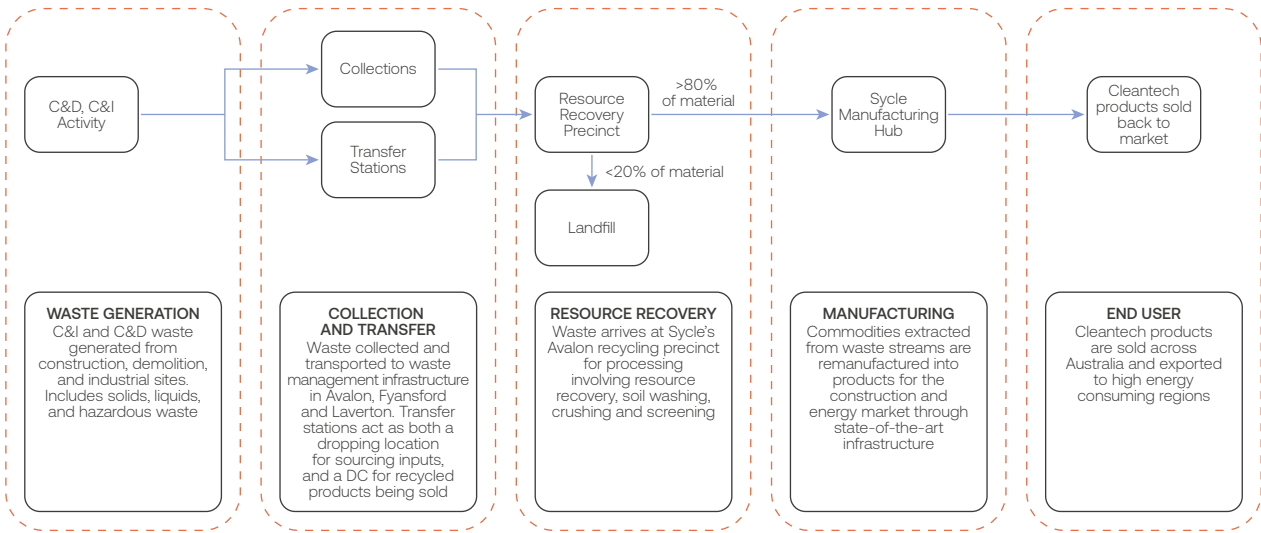 C&D, C&I
Activity
Collections
Transfer
Stations
Resource
Recovery
Precinct
>80%
of material
<20% of material
Landfill
Sycle
Manufacturing
Hub
Cleantech
products sold
back to
market
WASTE GENERATION
C&I and C&D waste
generated from
construction, demolition,
and industrial sites.
Includes solids, liquids,
and hazardous waste
COLLECTION
AND TRANSFER
Waste collected and
transported to waste
management infrastructure
in Avalon, Fyansford
and Laverton. Transfer
stations act as both a
dropping location
for sourcing inputs,
and a DC for recycled
products being sold
RESOURCE RECOVERY
Waste arrives at Sycle's
Avalon recycling precinct
for processing
involving resource
recovery, soil washing,
crushing and screening
MANUFACTURING
Commodities extracted
from waste streams are
remanufactured into
products for the
construction and
energy market through
state-of-the-art
infrastructure
END USER
Cleantech products
are sold across
Australia and exported
to high energy
consuming regions